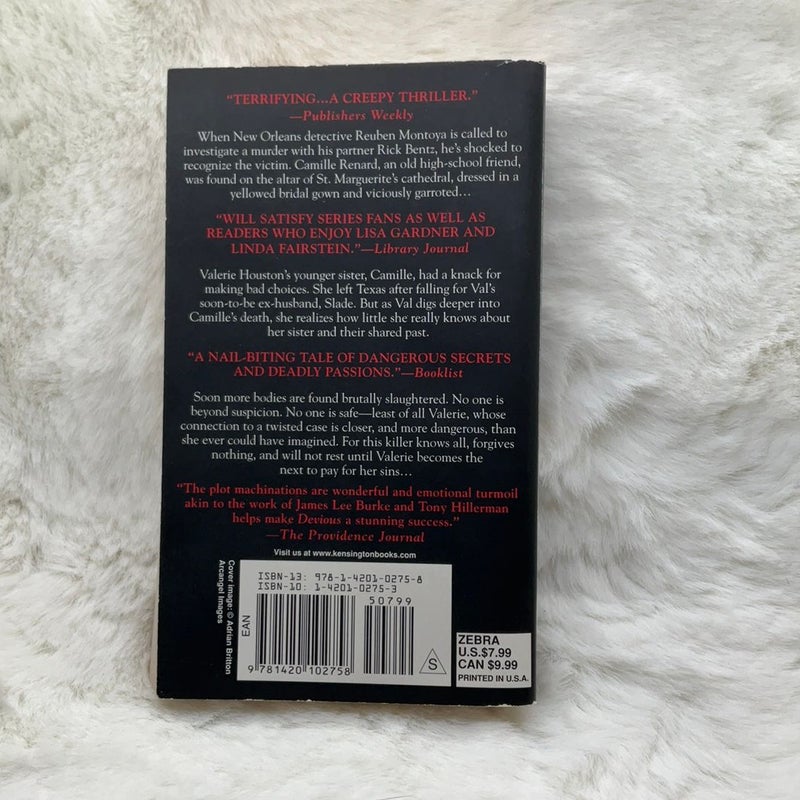 “TERRIFYING...A CREEPY THRILLER.”
—Publishers Weekly
When New Orleans detective Reuben Montoya is called to
investigate a murder with his partner Rick Bentz, he’s shocked to
recognize the victim. Camille Renard, an old high-school friend,
was found on the altar of St. Marguerite’s cathedral, dressed in a
yellowed bridal gown and viciously garroted...
“WILL SATISFY SERIES FANS AS WELL AS
READERS WHO ENJOY LISA GARDNER AND
LINDA FAIRSTEIN.”—Library Journal
Valerie Houston’s younger sister, Camille, had a knack for
making bad choices. She left Texas after falling for Val’s
soon-to-be ex-husband, Slade. But as Val digs deeper into
Camille’s death, she realizes how little she really knows about
her sister and their shared past.
“A NAIL-BITING TALE OF DANGEROUS SECRETS
AND DEADLY PASSIONS.”—Booklist
Soon more bodies are found brutally slaughtered. No one is
beyond suspicion. No one is safe—least of all Valerie, whose
connection to a twisted case is closer, and more dangerous, than
she ever could have imagined. For this killer knows all, forgives
nothing, and will not rest until Valerie becomes the
next to pay for her sins...
“The plot machinations are wonderful and emotional turmoil
akin to the work of James Lee Burke and Tony Hillerman
helps make Devious a stunning success.”
—The Providence Journal
Visit us at www.kensingtonbooks.com
Cover image: © Adrian Britton
Arcangel Images
ISBN-13: 978-1-4201-0275-8
ISBN-10: 1-4201-0275-3
50799
EAN
9 781420 102758
S
ZEBRA
U.S.$7.99
CAN $9.99
PRINTED IN U.S.A.